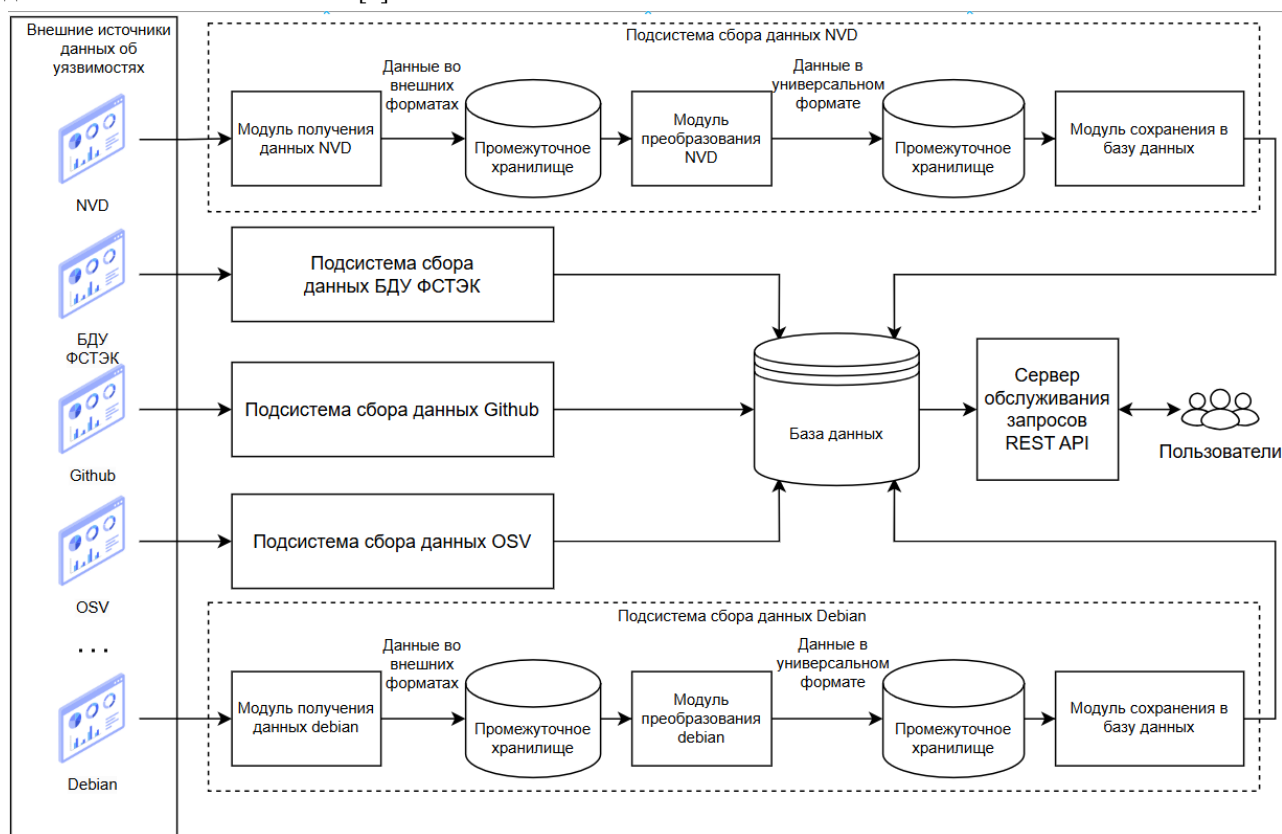 Внешние источники
данных об
уязвимостях
NVD
БДУ
ФСТЭК
Github
OSV
...
Debian
Подсистема сбора данных NVD
Модуль получения
данных NVD
Данные во
внешних
форматах
Промежуточное
хранилище
Модуль
преобразования
NVD
Данные в
универсальном
формате
Промежуточное
хранилище
Модуль сохранения в
базу данных
Подсистема сбора
данных БДУ ФСТЭК
Подсистема сбора данных Github
Подсистема сбора данных OSV
База данных
Сервер
обслуживания
запросов
REST API
Пользователи
Подсистема сбора данных Debian
Модуль получения
данных debian
Данные во
внешних
форматах
Промежуточное
хранилище
Модуль
преобразования
debian
Данные в
универсальном
формате
Промежуточное
хранилище
Модуль сохранения в
базу данных